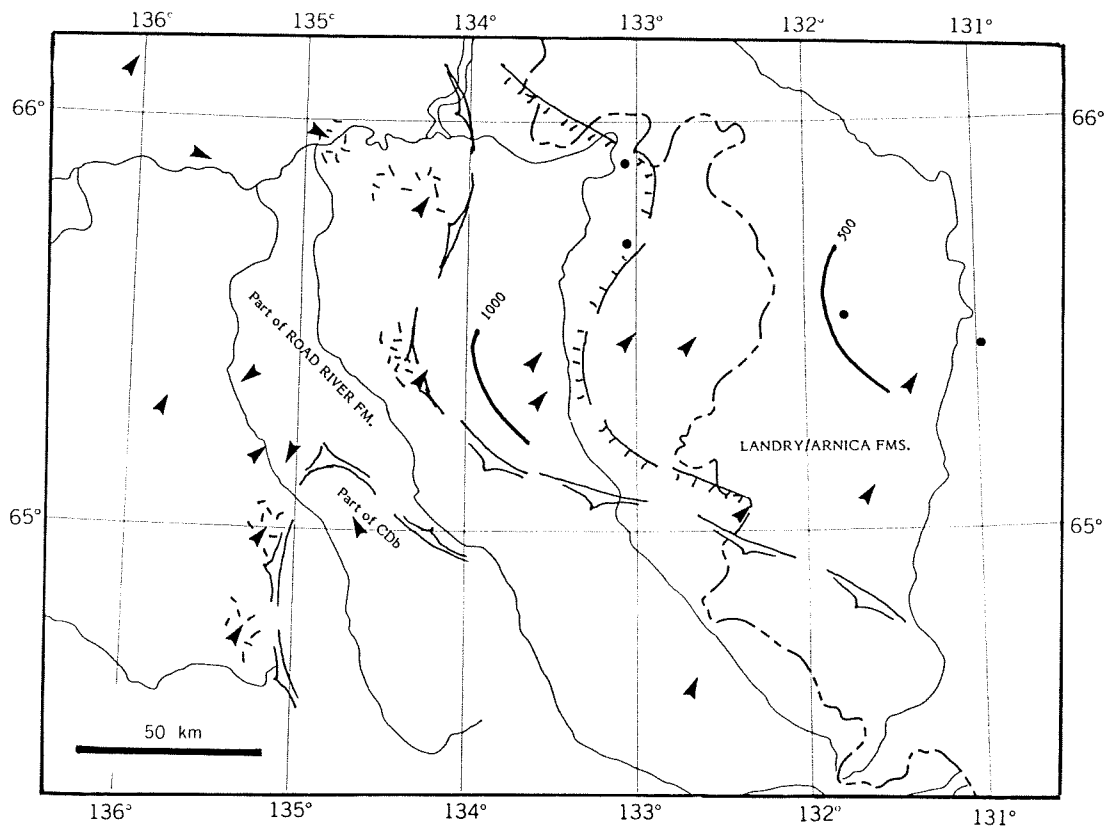 136° 135° 134° 133° 132° 131°
66° 66°
500
1000
Part of ROAD RIVER FM.
LANDRY/ARNICA FMS.
Part of CDb
65° 65°
50 km
136° 135° 134° 133° 132° 131°